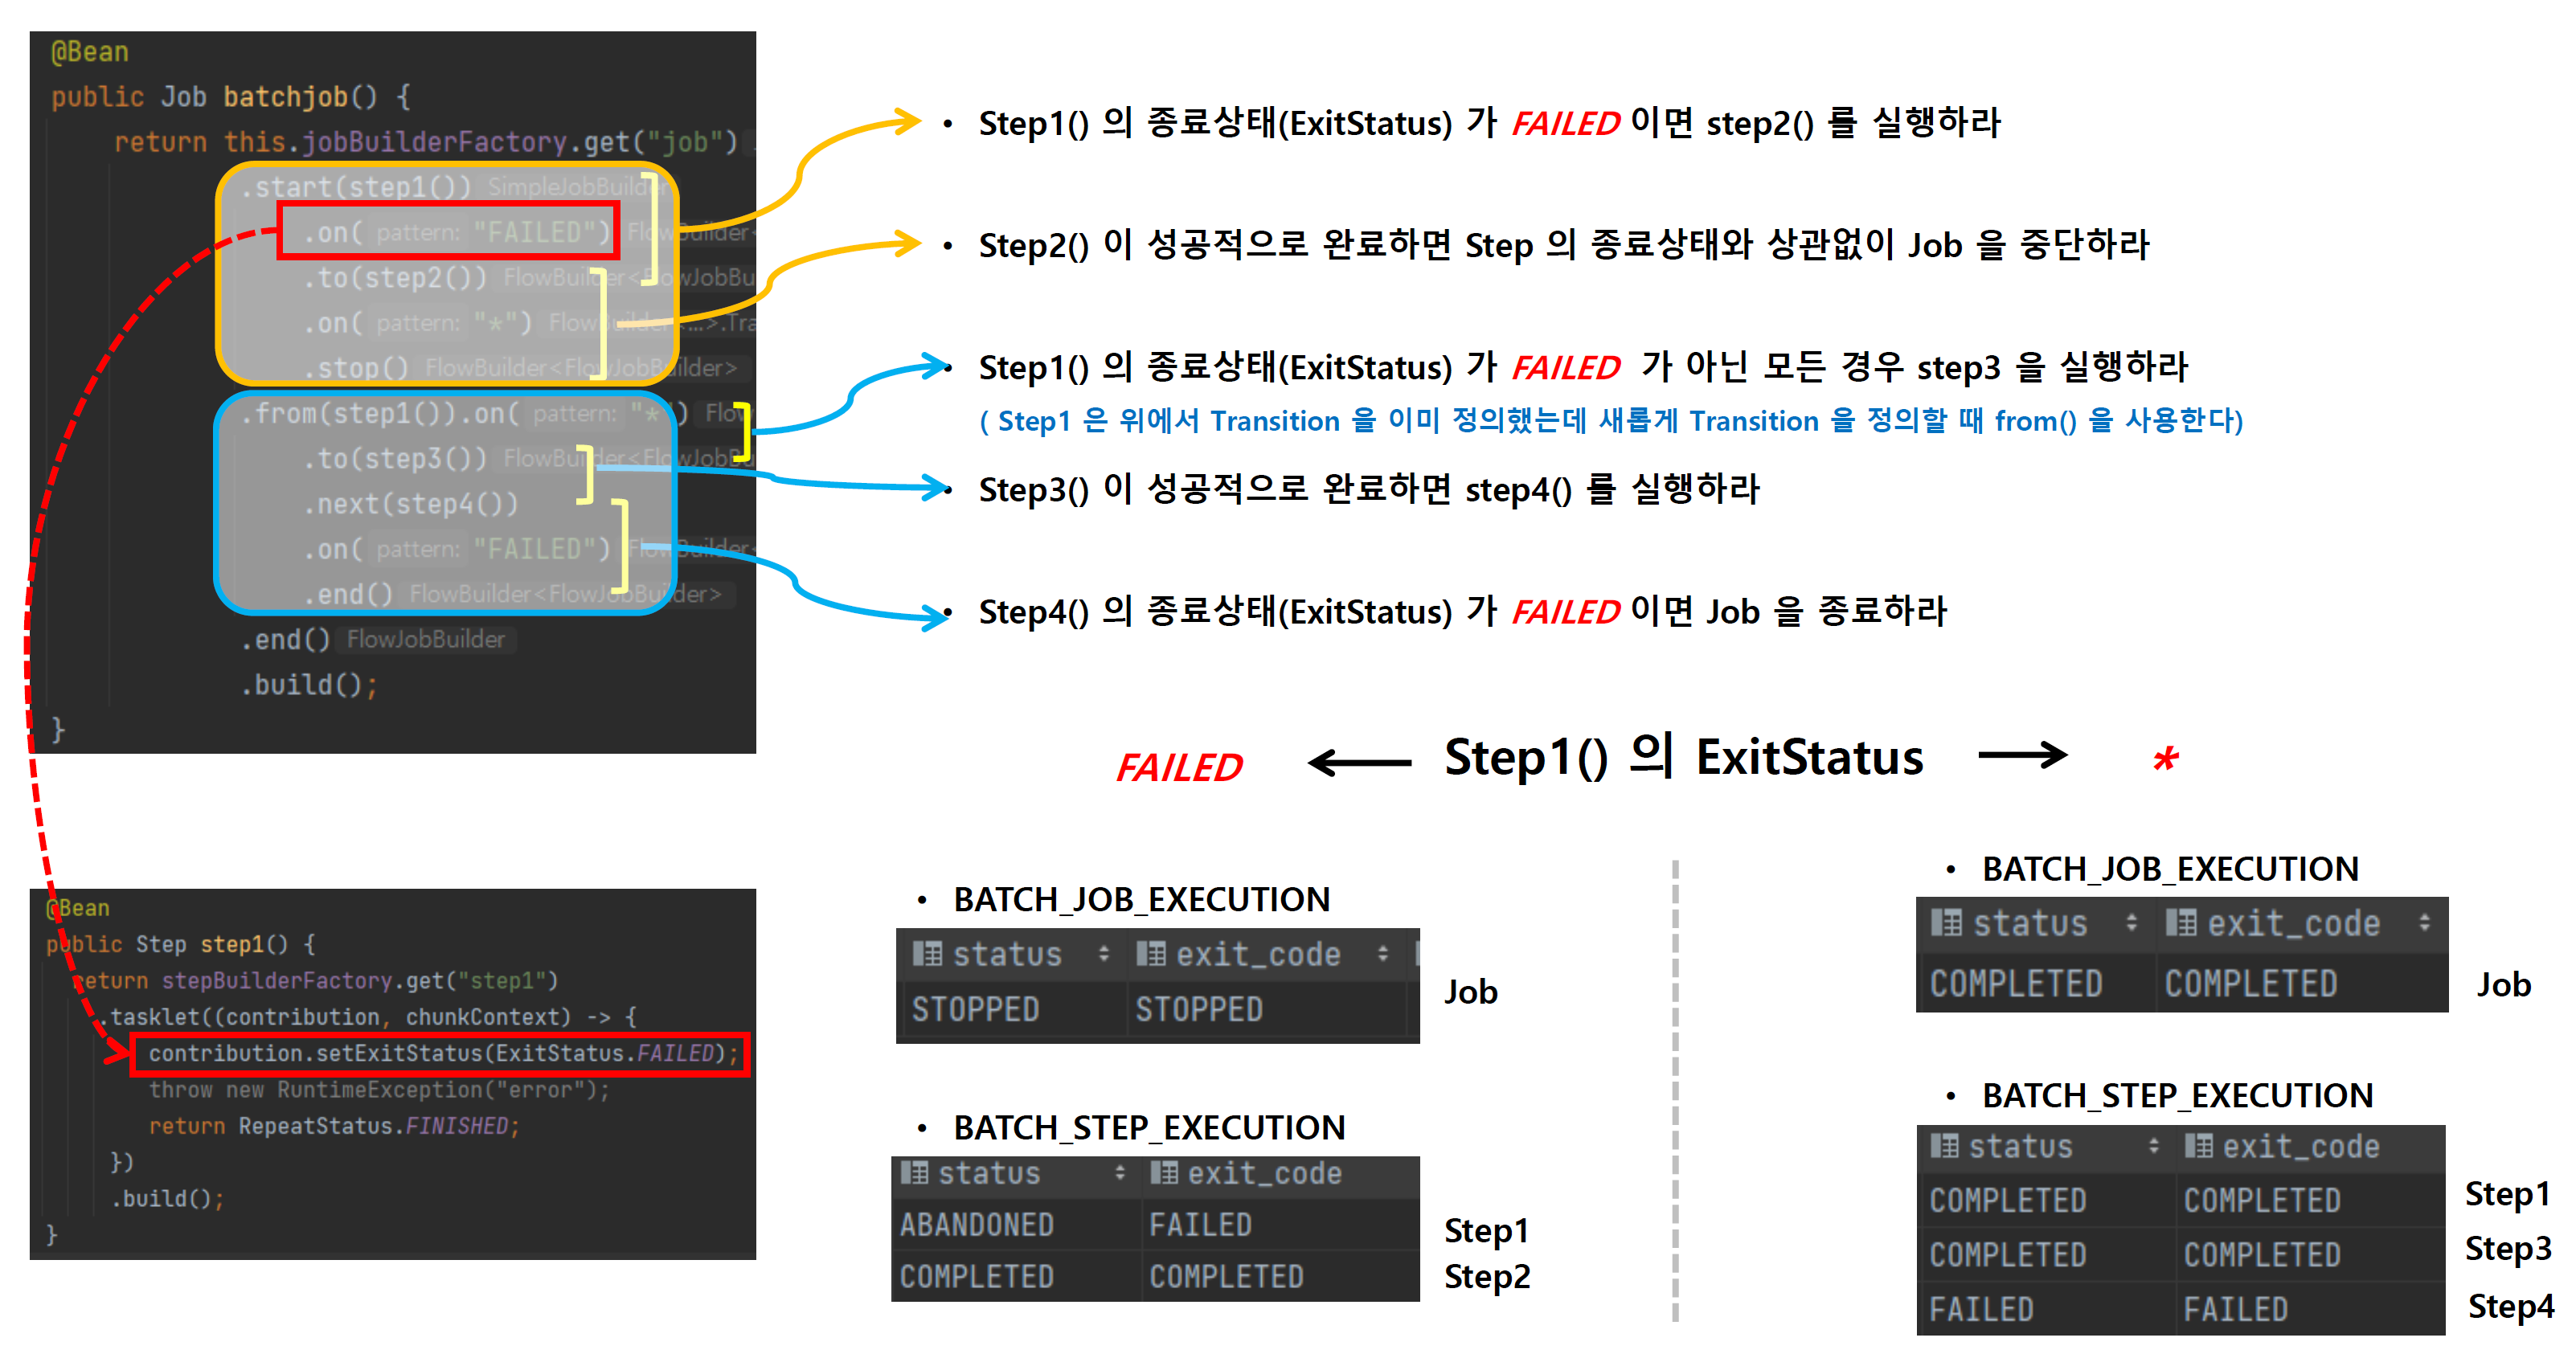 @Bean
public Job batchjob() {
return this.jobBuilderFactory.get("job")
.start(step1()) SimpleJobBuilder
.on( pattern: "FAILED") FlowBuilder<
.to(step2()) FlowBuilder<FlowJobBu
.on( pattern: "*") FlowBuilder<...>.Tra
.stop() FlowBuilder<FlowJobBuilder>
.from(step1()).on( pattern: "*") Flow
.to(step3()) FlowBuilder<FlowJobBu
.next(step4())
.on( pattern: "FAILED") FlowBuilder<
.end() FlowBuilder<FlowJobBuilder>
.end() FlowJobBuilder
.build();
}
• Step1() 의 종료상태(ExitStatus) 가 FAILED 이면 step2() 를 실행하라
• Step2() 이 성공적으로 완료하면 Step 의 종료상태와 상관없이 Job 을 중단하라
• Step1() 의 종료상태(ExitStatus) 가 FAILED 가 아닌 모든 경우 step3 을 실행하라
( Step1 은 위에서 Transition 을 이미 정의했는데 새롭게 Transition 을 정의할 때 from() 을 사용한다)
• Step3() 이 성공적으로 완료하면 step4() 를 실행하라
• Step4() 의 종료상태(ExitStatus) 가 FAILED 이면 Job 을 종료하라
FAILED ← Step1() 의 ExitStatus → *
@Bean
public Step step1() {
return stepBuilderFactory.get("step1")
.tasklet((contribution, chunkContext) -> {
contribution.setExitStatus(ExitStatus.FAILED);
throw new RuntimeException("error");
return RepeatStatus.FINISHED;
})
.build();
}
• BATCH_JOB_EXECUTION
status exit_code
STOPPED STOPPED
Job
• BATCH_STEP_EXECUTION
status exit_code
ABANDONED FAILED Step1
COMPLETED COMPLETED Step2
• BATCH_JOB_EXECUTION
status exit_code
COMPLETED COMPLETED Job
• BATCH_STEP_EXECUTION
status exit_code
COMPLETED COMPLETED Step1
COMPLETED COMPLETED Step3
FAILED FAILED Step4